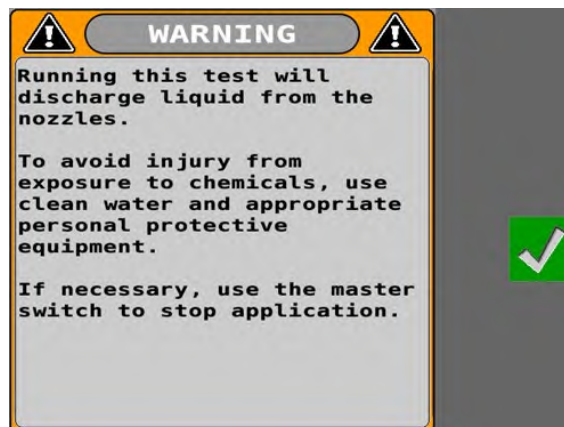 WARNING
Running this test will
discharge liquid from the
nozzles.
To avoid injury from
exposure to chemicals, use
clean water and appropriate
personal protective
equipment.
If necessary, use the master
switch to stop application.